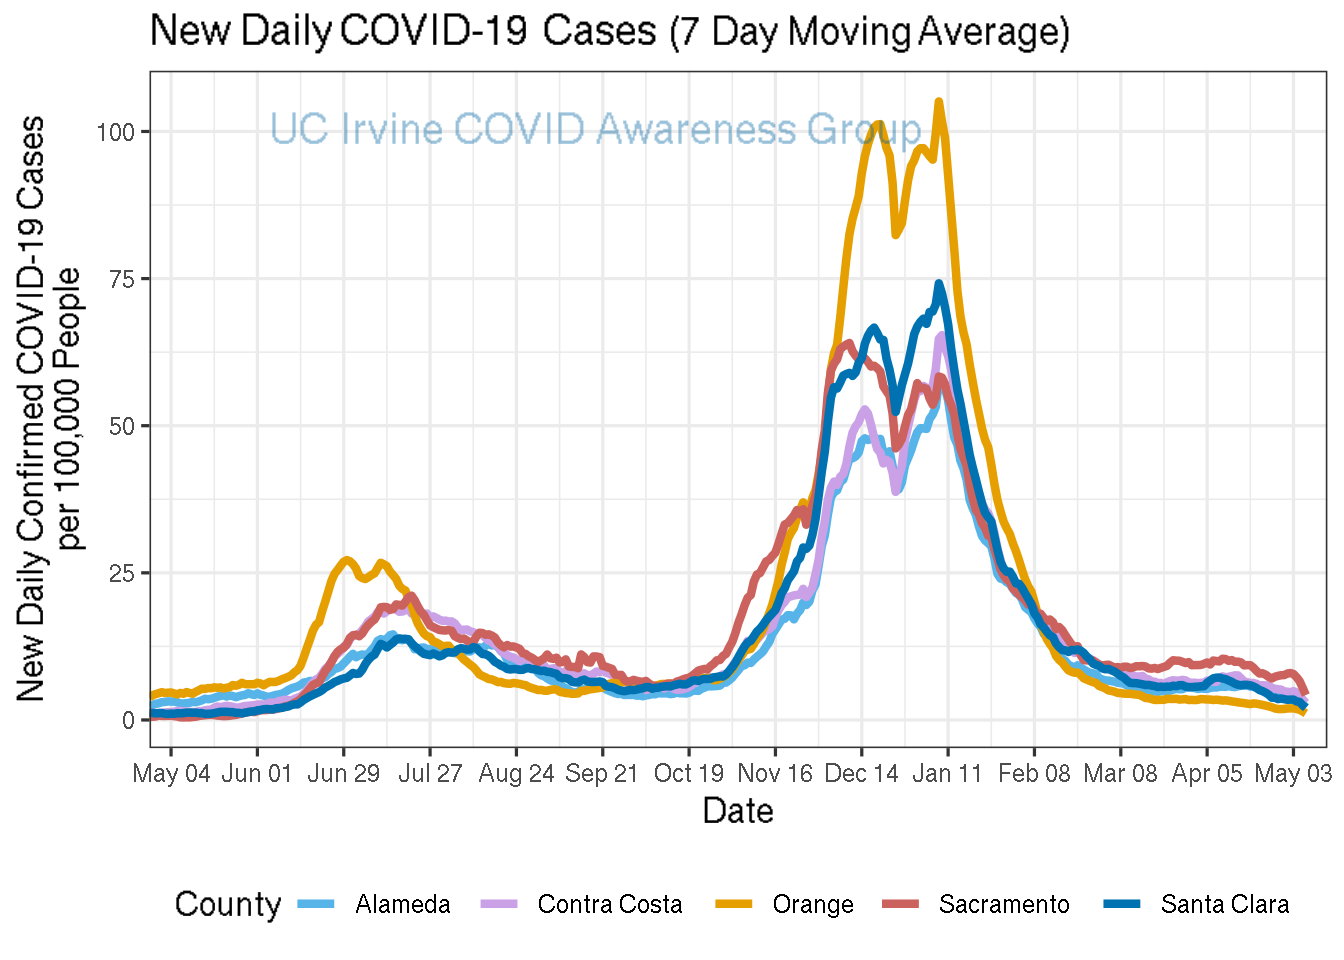 New Daily COVID-19 Cases (7 Day Moving Average)
UC Irvine COVID Awareness Group
New Daily Confirmed COVID-19 Cases
per 100,000 People
100
75
50
25
0
May 04 Jun 01 Jun 29 Jul 27 Aug 24 Sep 21 Oct 19 Nov 16 Dec 14 Jan 11 Feb 08 Mar 08 Apr 05 May 03
Date
County Alameda Contra Costa Orange Sacramento Santa Clara